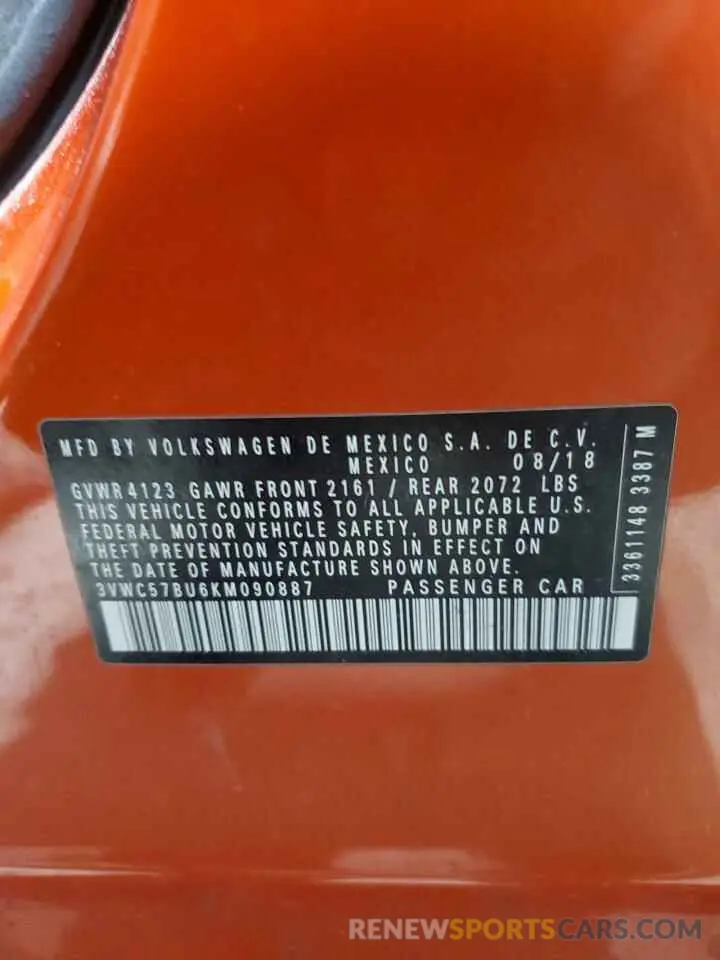 MFD BY VOLKSWAGEN DE MEXICO S.A. DE C.V.
MEXICO 08/18
GVWR 4123 GAWR FRONT 2161 / REAR 2072 LBS
THIS VEHICLE CONFORMS TO ALL APPLICABLE U.S.
FEDERAL MOTOR VEHICLE SAFETY, BUMPER AND
THEFT PREVENTION STANDARDS IN EFFECT ON
THE DATE OF MANUFACTURE SHOWN ABOVE.
3VWC57BU6KM090887 PASSENGER CAR
3361148 3387 M
RENEWSPORTSCARS.COM